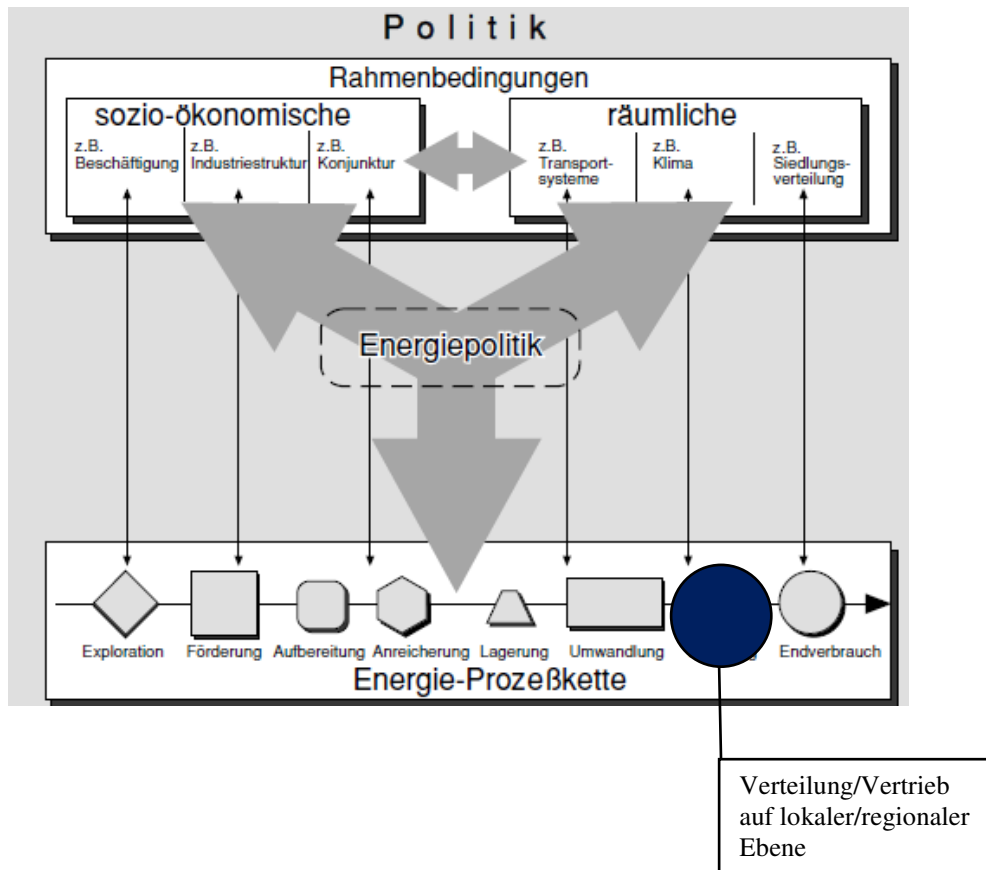 Politik
Rahmenbedingungen
sozio-ökonomische
z.B.
Beschäftigung
z.B.
Industriestruktur
z.B.
Konjunktur
räumliche
z.B.
Transport-
systeme
z.B.
Klima
z.B.
Siedlungs-
verteilung
Energiepolitik
Exploration
Förderung
Aufbereitung
Anreicherung
Lagerung
Umwandlung
Endverbrauch
Energie-Prozeßkette
Verteilung/Vertrieb
auf lokaler/regionaler
Ebene